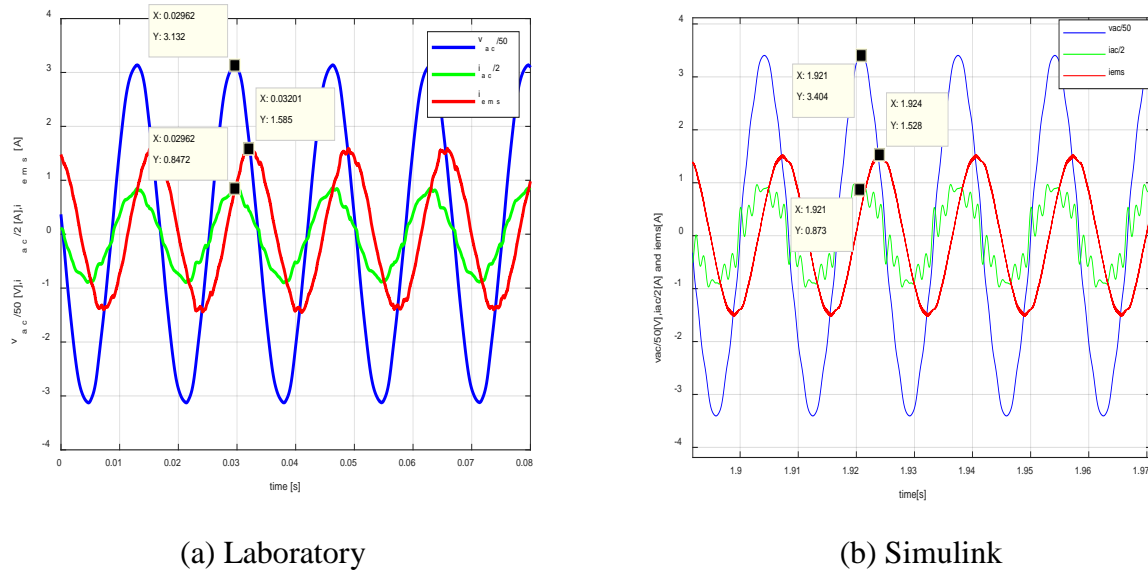 X: 0.02962
Y: 3.132
v ac /50
i ac /2
i ems
X: 0.03201
Y: 1.585
X: 0.02962
Y: 0.8472
4
3
2
1
0
-1
-2
-3
-4
v ac /50 [V],i ac /2 [A],i ems [A]
0
0.01
0.02
0.03
0.04
0.05
0.06
0.07
0.08
time [s]
(a) Laboratory
vac/50
iac/2
iems
X: 1.921
Y: 3.404
X: 1.924
Y: 1.528
X: 1.921
Y: 0.873
4
3
2
1
0
-1
-2
-3
-4
vac/50[V],iac/2[A] and iems[A]
1.9
1.91
1.92
1.93
1.94
1.95
1.96
1.97
time[s]
(b) Simulink